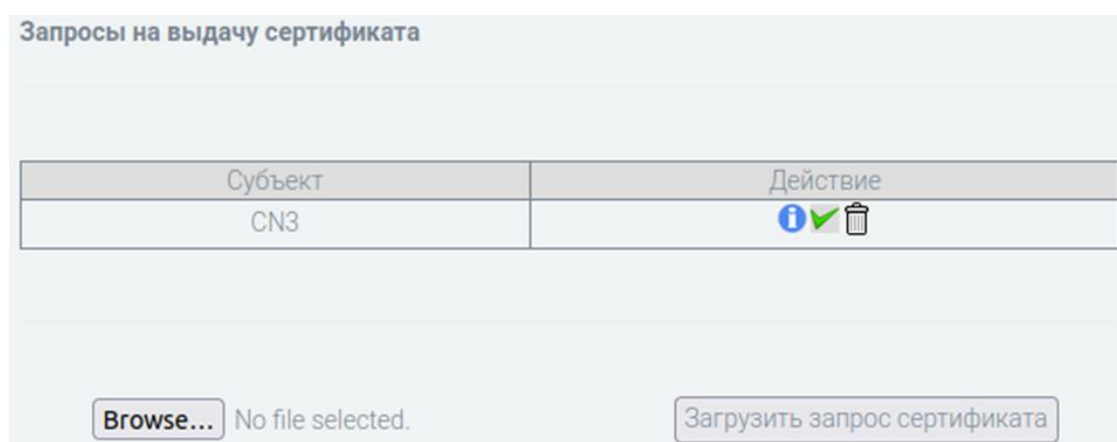 Запросы на выдачу сертификата
Субъект Действие
CN3
Browse... No file selected. Загрузить запрос сертификата